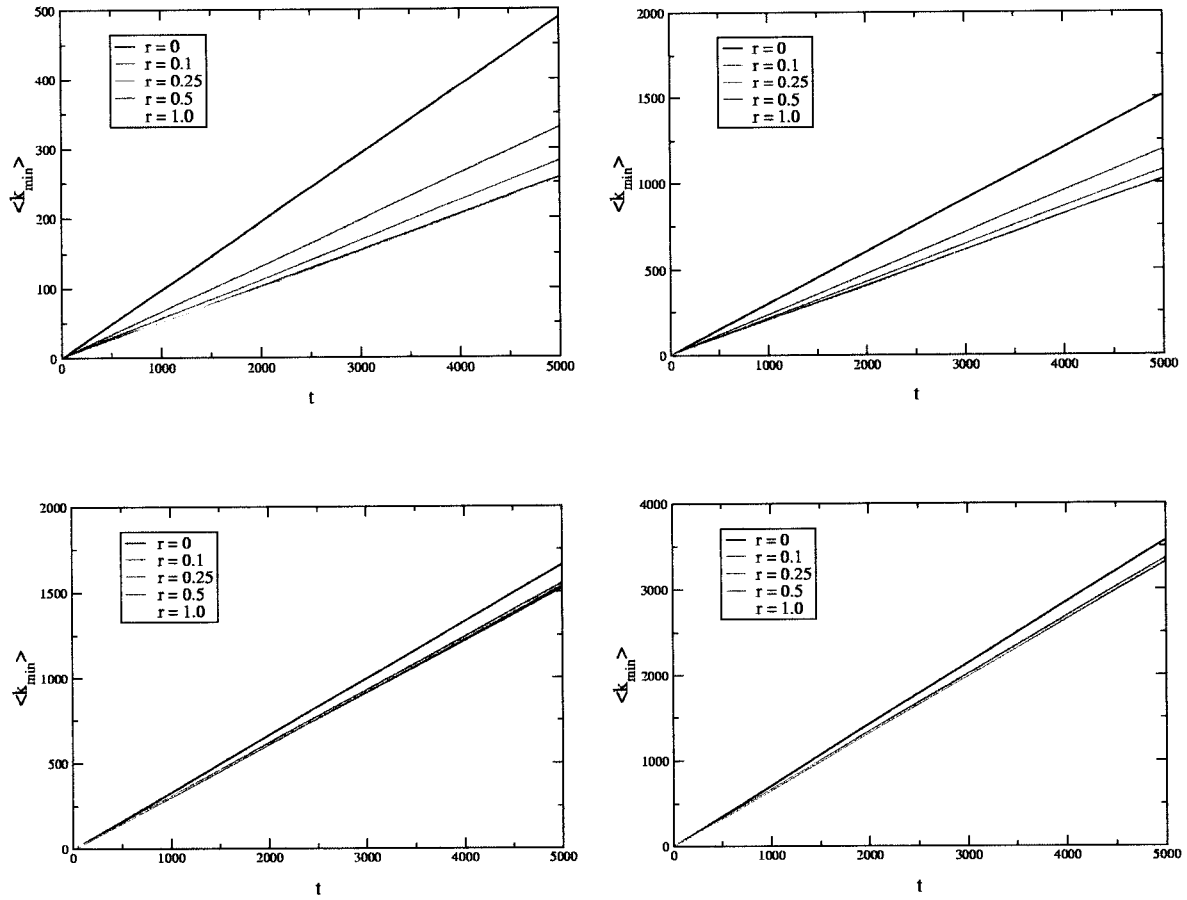 500
400
300
200
100
0
<k_min>
r = 0
r = 0.1
r = 0.25
r = 0.5
r = 1.0
0 1000 2000 3000 4000 5000
t
2000
1500
1000
500
0
<k_min>
r = 0
r = 0.1
r = 0.25
r = 0.5
r = 1.0
0 1000 2000 3000 4000 5000
t
2000
1500
1000
500
0
<k_min>
r = 0
r = 0.1
r = 0.25
r = 0.5
r = 1.0
0 1000 2000 3000 4000 5000
t
4000
3000
2000
1000
0
<k_min>
r = 0
r = 0.1
r = 0.25
r = 0.5
r = 1.0
0 1000 2000 3000 4000 5000
t